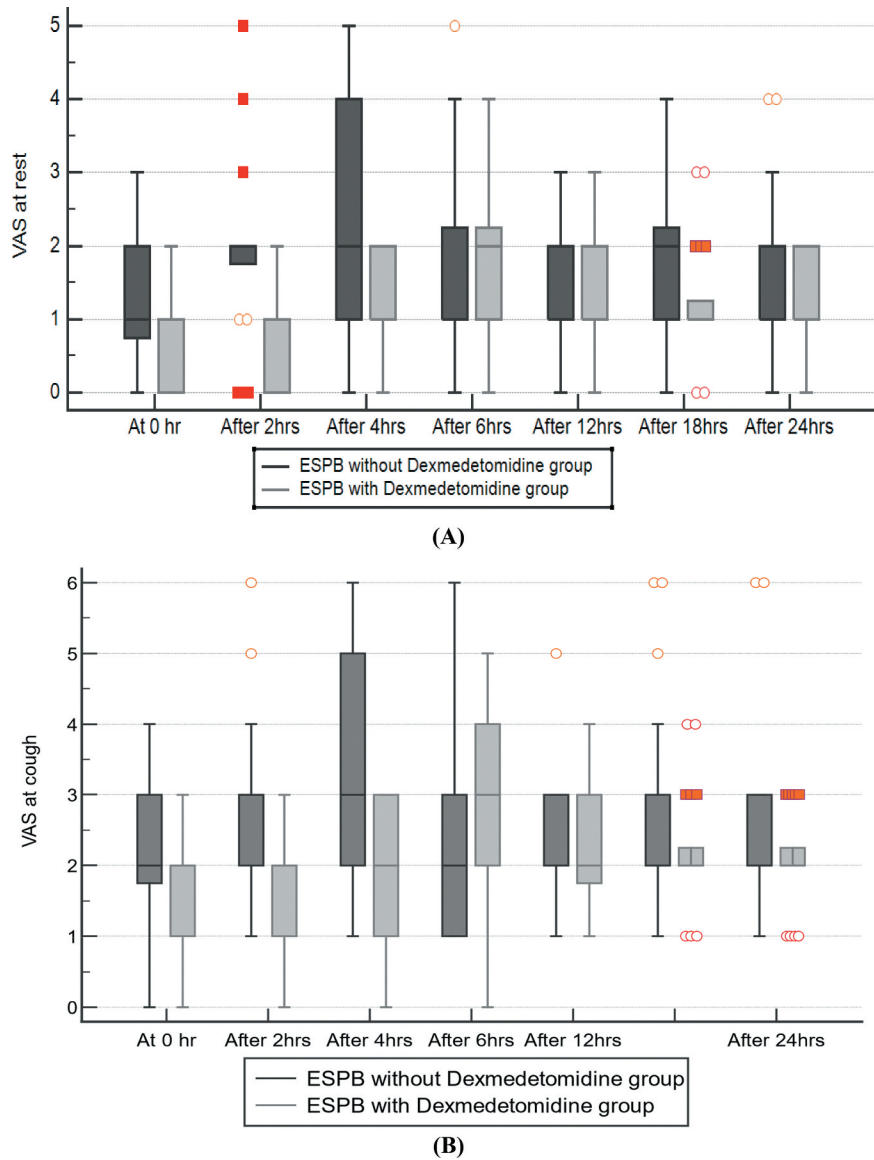 VAS at rest
5
4
3
2
1
0
At 0 hr After 2hrs After 4hrs After 6hrs After 12hrs After 18hrs After 24hrs
ESPB without Dexmedetomidine group
ESPB with Dexmedetomidine group
(A)
VAS at cough
6
5
4
3
2
1
0
At 0 hr After 2hrs After 4hrs After 6hrs After 12hrs After 24hrs
ESPB without Dexmedetomidine group
ESPB with Dexmedetomidine group
(B)